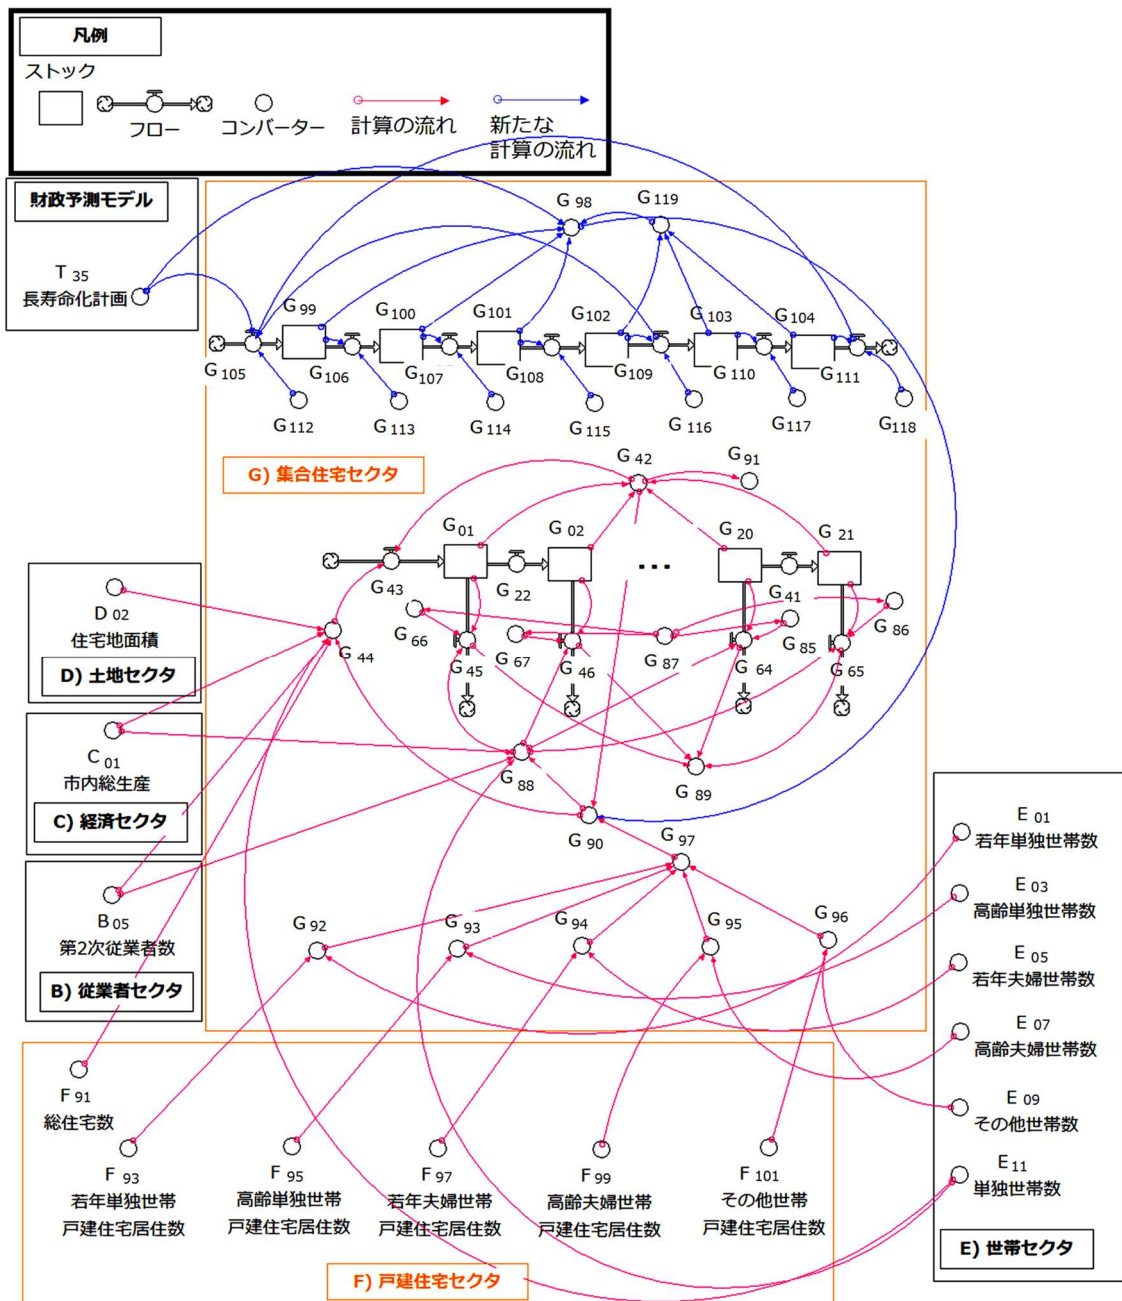 凡例
ストック
フロー
コンバーター
計算の流れ
新たな
計算の流れ
財政予測モデル
T 35
長寿命化計画
G 98
G 119
G 99
G 100
G 101
G 102
G 103
G 104
G 105
G 106
G 107
G 108
G 109
G 110
G 111
G 112
G 113
G 114
G 115
G 116
G 117
G 118
G) 集合住宅セクタ
G 42
G 91
G 01
G 02
...
G 20
G 21
G 43
G 22
G 41
G 66
G 67
G 87
G 85
G 86
G 44
G 45
G 46
G 64
G 65
D 02
住宅地面積
D) 土地セクタ
C 01
市内総生産
C) 経済セクタ
G 88
G 89
G 90
G 97
B 05
第2次従業者数
B) 従業者セクタ
G 92
G 93
G 94
G 95
G 96
E 01
若年単独世帯数
E 03
高齢単独世帯数
E 05
若年夫婦世帯数
E 07
高齢夫婦世帯数
E 09
その他世帯数
E 11
単独世帯数
E) 世帯セクタ
F 91
総住宅数
F 93
若年単独世帯
戸建住宅居住数
F 95
高齢単独世帯
戸建住宅居住数
F 97
若年夫婦世帯
戸建住宅居住数
F 99
高齢夫婦世帯
戸建住宅居住数
F 101
その他世帯
戸建住宅居住数
F) 戸建住宅セクタ